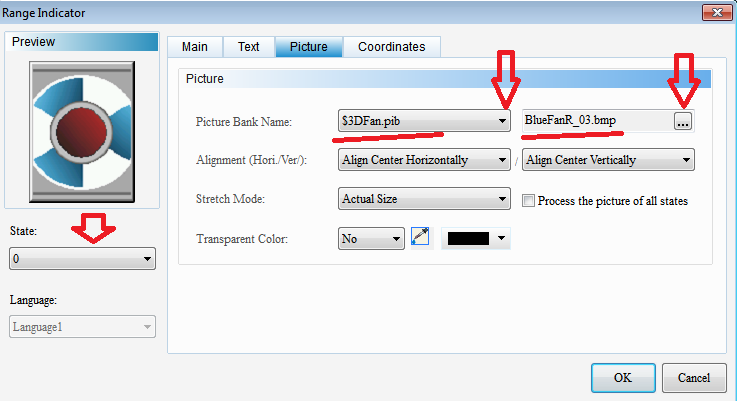 Range Indicator
Preview
Main Text Picture Coordinates
Picture
Picture Bank Name: $3DFan.pib BlueFanR_03.bmp ...
Alignment (Hori./Ver/): Align Center Horizontally / Align Center Vertically
Stretch Mode: Actual Size Process the picture of all states
Transparent Color: No
State:
0
Language:
Language1
OK Cancel